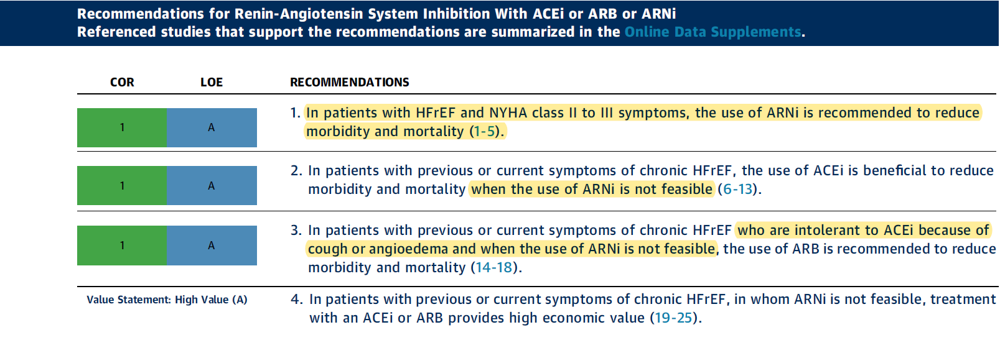 Recommendations for Renin-Angiotensin System Inhibition With ACEi or ARB or ARNi
Referenced studies that support the recommendations are summarized in the Online Data Supplements.
COR LOE RECOMMENDATIONS
1 A 1. In patients with HFrEF and NYHA class II to III symptoms, the use of ARNi is recommended to reduce
morbidity and mortality (1-5).
1 A 2. In patients with previous or current symptoms of chronic HFrEF, the use of ACEi is beneficial to reduce
morbidity and mortality when the use of ARNi is not feasible (6-13).
1 A 3. In patients with previous or current symptoms of chronic HFrEF who are intolerant to ACEi because of
cough or angioedema and when the use of ARNi is not feasible, the use of ARB is recommended to reduce
morbidity and mortality (14-18).
Value Statement: High Value (A) 4. In patients with previous or current symptoms of chronic HFrEF, in whom ARNi is not feasible, treatment
with an ACEi or ARB provides high economic value (19-25).